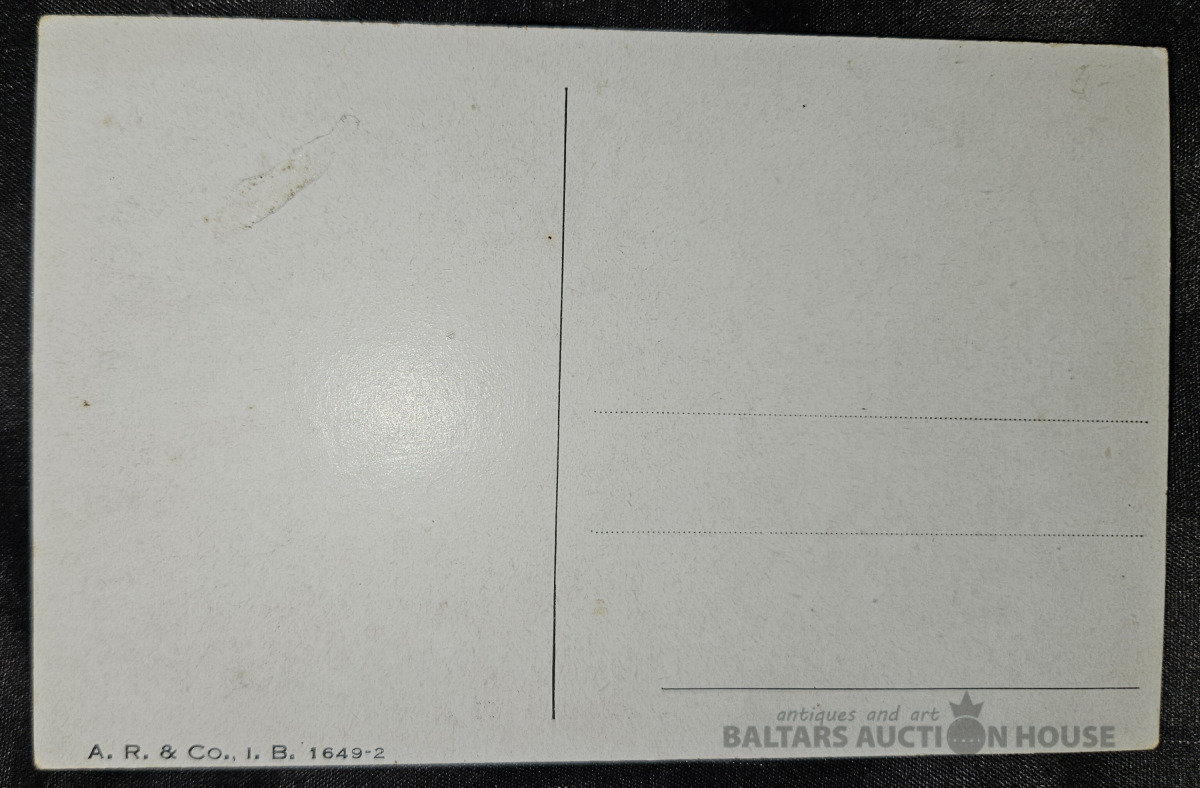 A. R. & Co., I. B. 1649-2
antiques and art
BALTARS AUCTION HOUSE